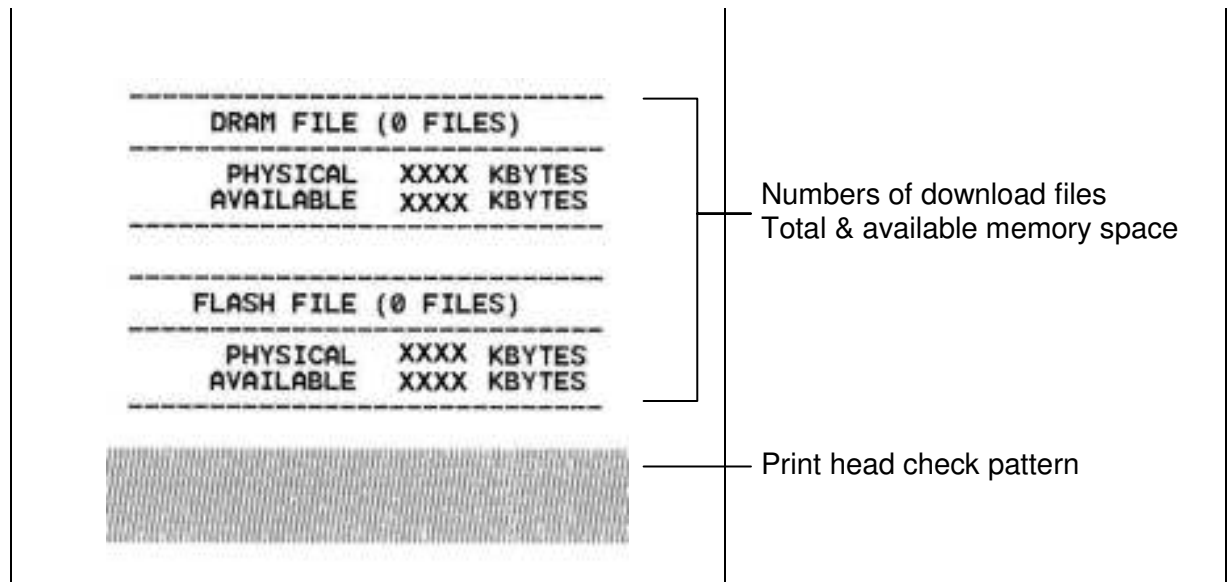 DRAM FILE (0 FILES)
PHYSICAL XXXX KBYTES
AVAILABLE XXXX KBYTES
FLASH FILE (0 FILES)
PHYSICAL XXXX KBYTES
AVAILABLE XXXX KBYTES
Numbers of download files
Total & available memory space
Print head check pattern